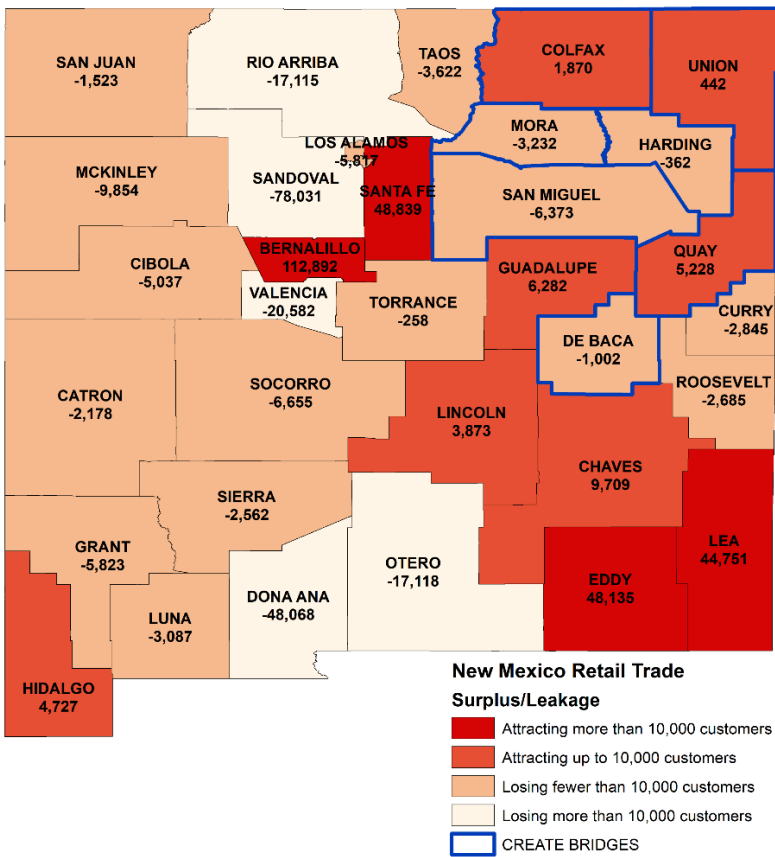 SAN JUAN
-1,523
RIO ARRIBA
-17,115
TAOS
-3,622
COLFAX
1,870
UNION
442
MORA
-3,232
HARDING
-362
LOS ALAMOS
-5,817
MCKINLEY
-9,854
SANDOVAL
-78,031
SANTA FE
48,839
SAN MIGUEL
-6,373
BERNALILLO
112,892
CIBOLA
-5,037
VALENCIA
-20,582
TORRANCE
-258
GUADALUPE
6,282
QUAY
5,228
CURRY
-2,845
DE BACA
-1,002
ROOSEVELT
-2,685
CATRON
-2,178
SOCORRO
-6,655
LINCOLN
3,873
CHAVES
9,709
SIERRA
-2,562
GRANT
-5,823
OTERO
-17,118
LEA
44,751
EDDY
48,135
DONA ANA
-48,068
LUNA
-3,087
HIDALGO
4,727
New Mexico Retail Trade
Surplus/Leakage
Attracting more than 10,000 customers
Attracting up to 10,000 customers
Losing fewer than 10,000 customers
Losing more than 10,000 customers
CREATE BRIDGES